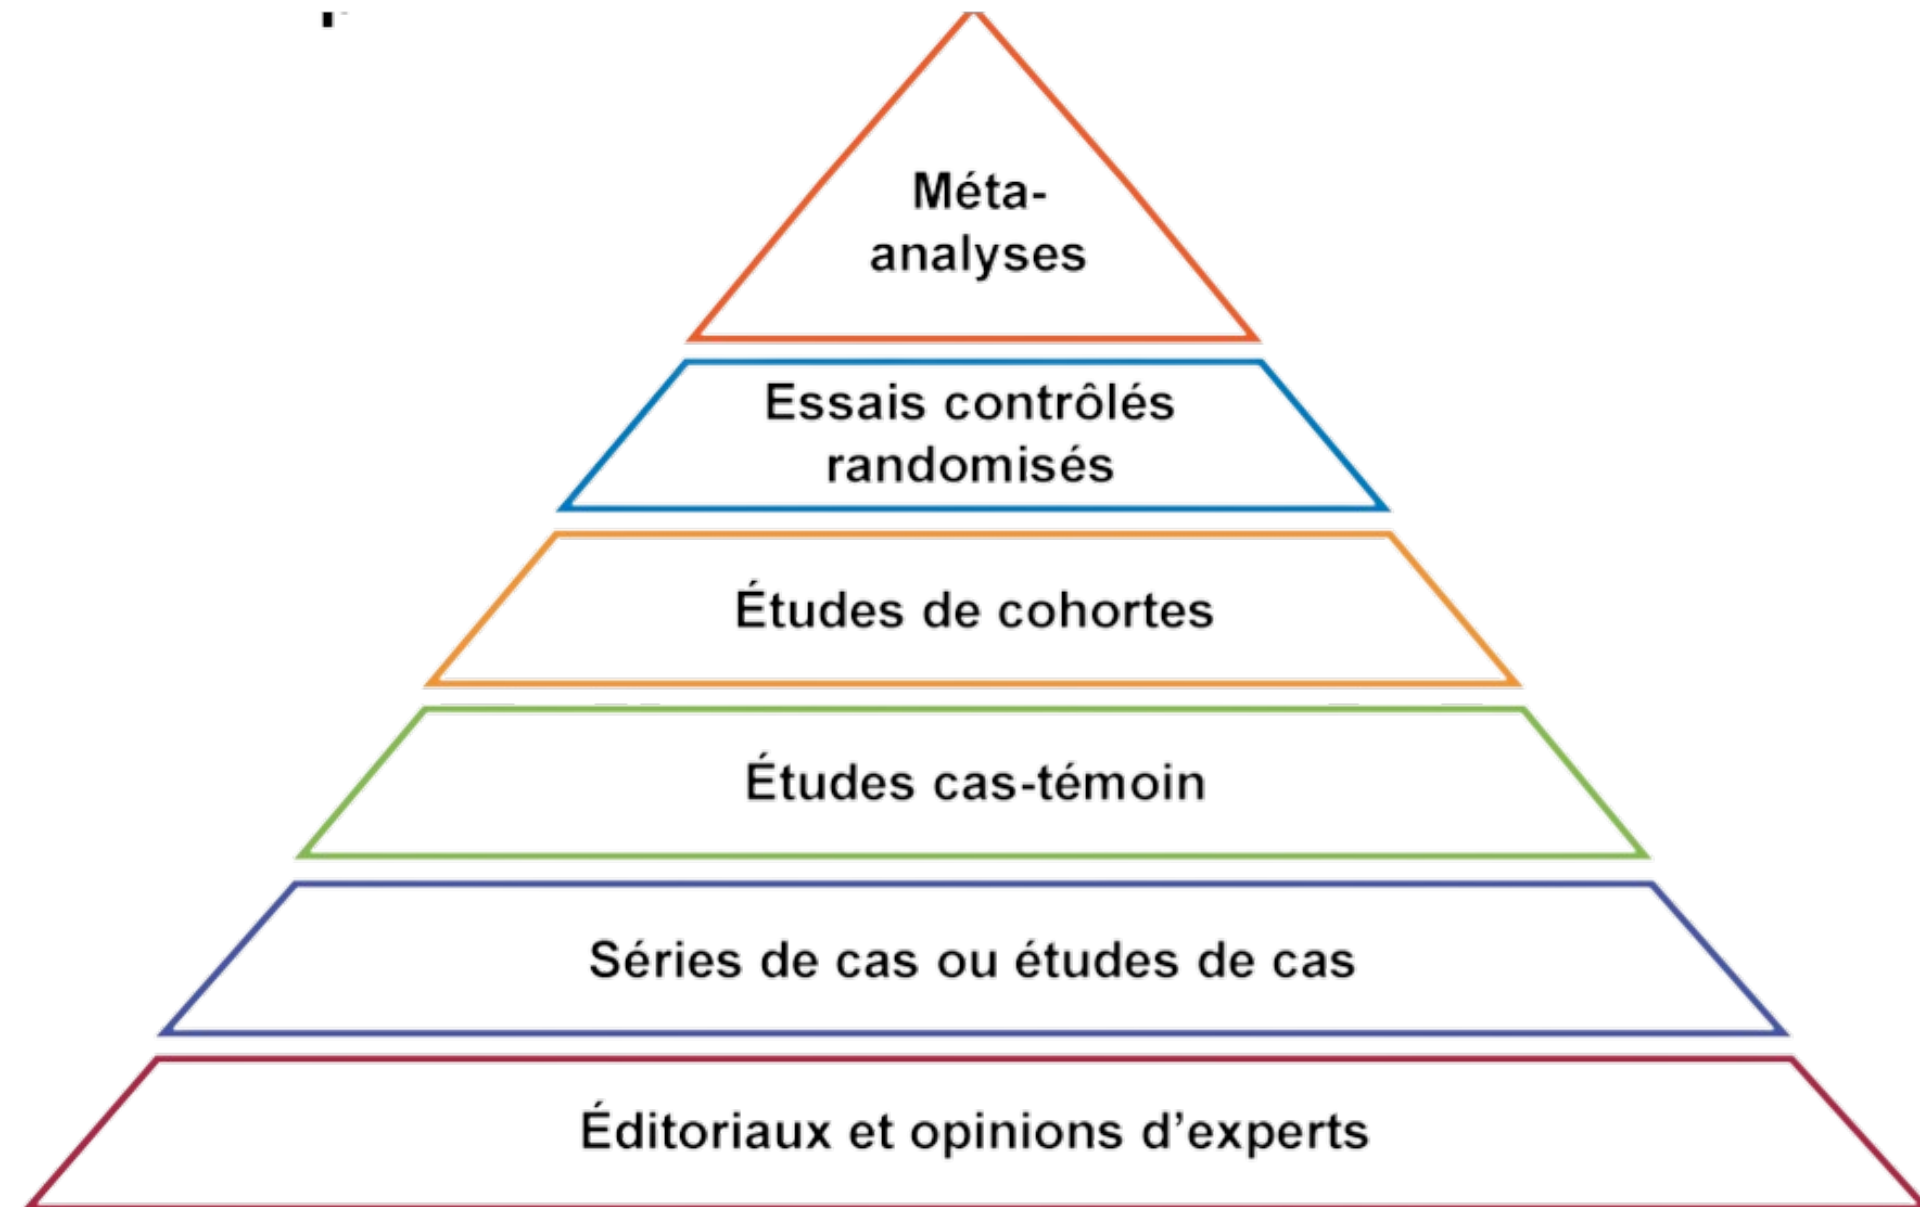 Méta-
analyses
Essais contrôlés
randomisés
Études de cohortes
Études cas-témoin
Séries de cas ou études de cas
Éditoriaux et opinions d’experts